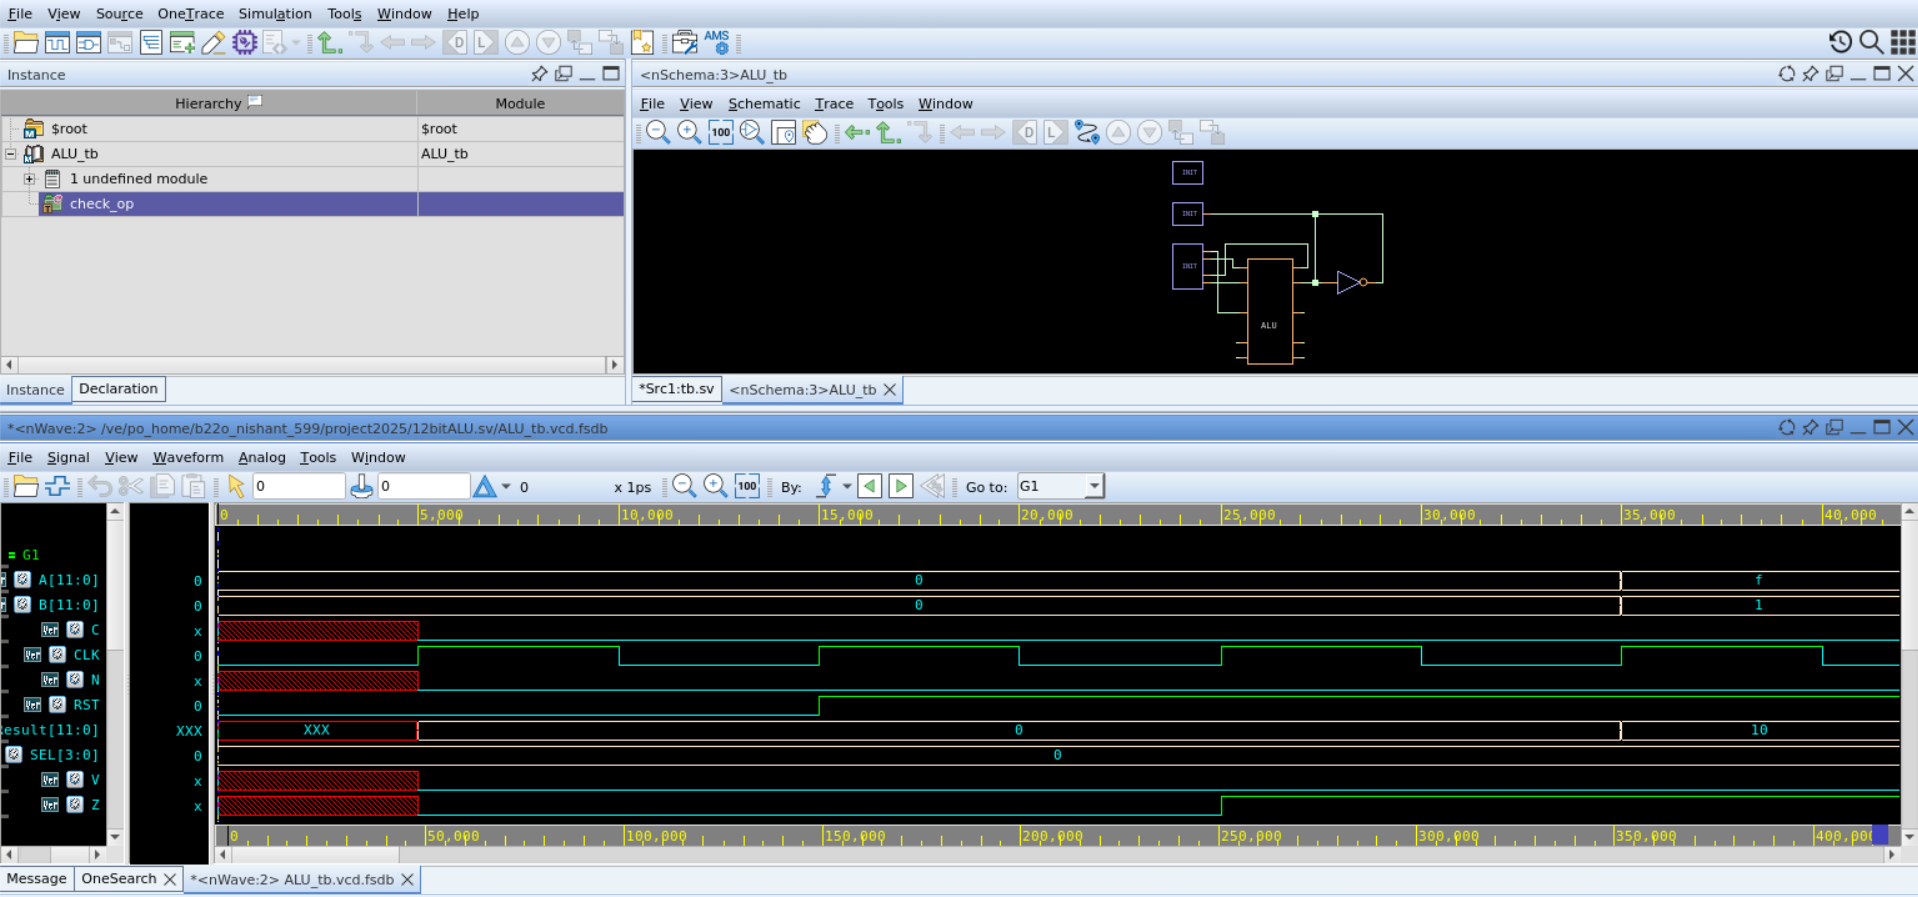 File View Source OneTrace Simulation Tools Window Help
AMS
Instance
<nSchema:3>ALU_tb
Hierarchy Module
File View Schematic Trace Tools Window
$root $root
100
ALU_tb ALU_tb
1 undefined module
check_op
INIT
INIT
INIT
ALU
Instance Declaration
*Src1:tb.sv <nSchema:3>ALU_tb
*<nWave:2> /ve/po_home/b22o_nishant_599/project2025/12bitALU.sv/ALU_tb.vcd.fsdb
File Signal View Waveform Analog Tools Window
0 0 0 x 1ps 100 By: Go to: G1
0 5,000 10,000 15,000 20,000 25,000 30,000 35,000 40,000
= G1
A[11:0] 0 0 f
B[11:0] 0 0 1
C x
CLK 0
N x
RST 0
esult[11:0] XXX XXX 0 10
SEL[3:0] 0 0
V x
Z x
0 50,000 100,000 150,000 200,000 250,000 300,000 350,000 400,000
Message OneSearch *<nWave:2> ALU_tb.vcd.fsdb